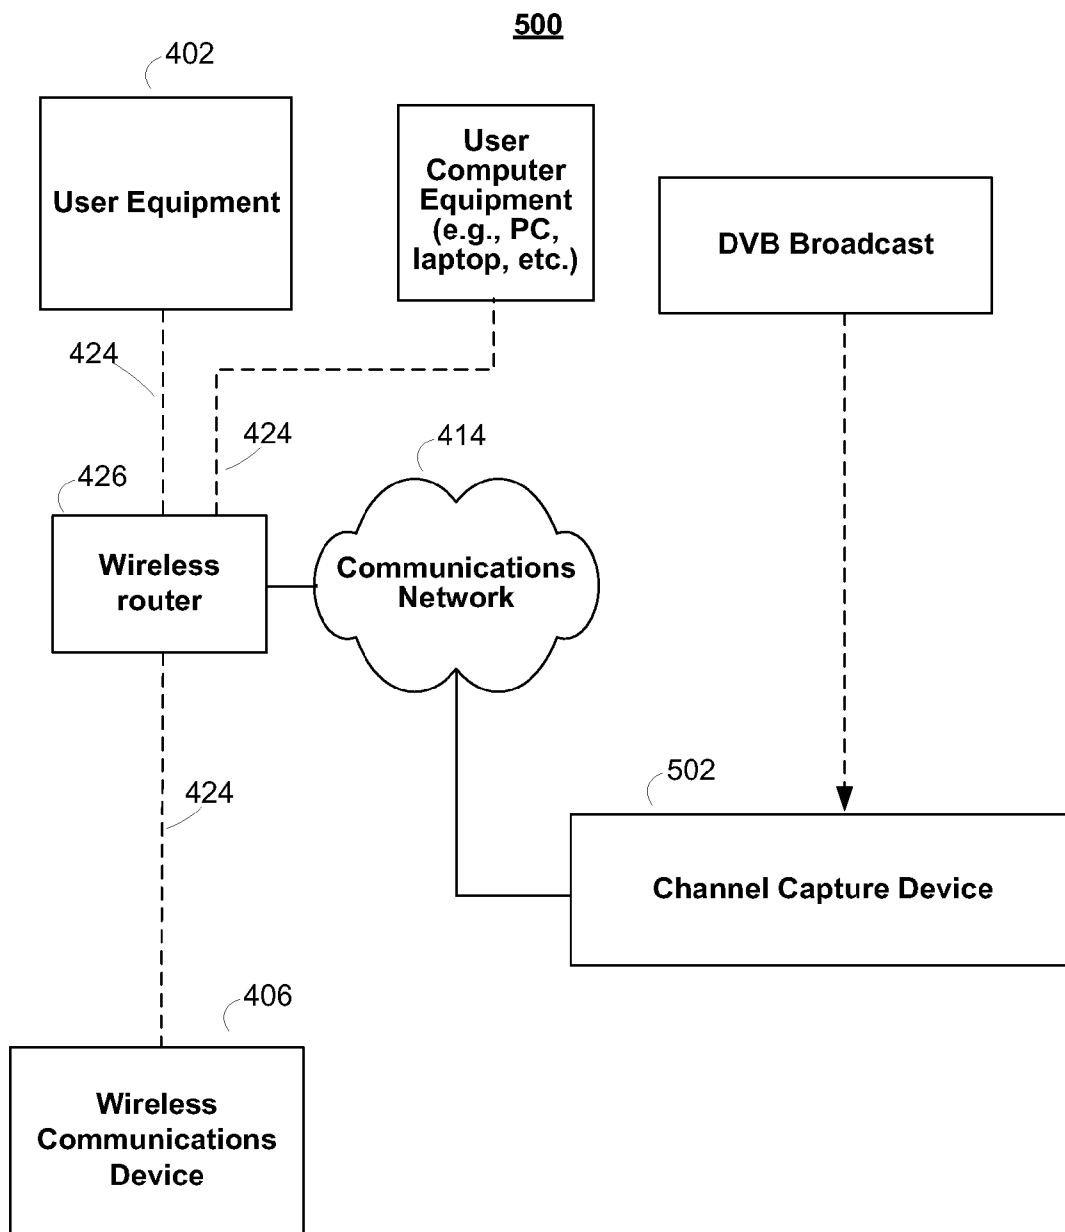 500
402
User Equipment
User
Computer
Equipment
(e.g., PC,
laptop, etc.)
DVB Broadcast
424
424
414
426
Wireless
router
Communications
Network
502
424
Channel Capture Device
406
Wireless
Communications
Device